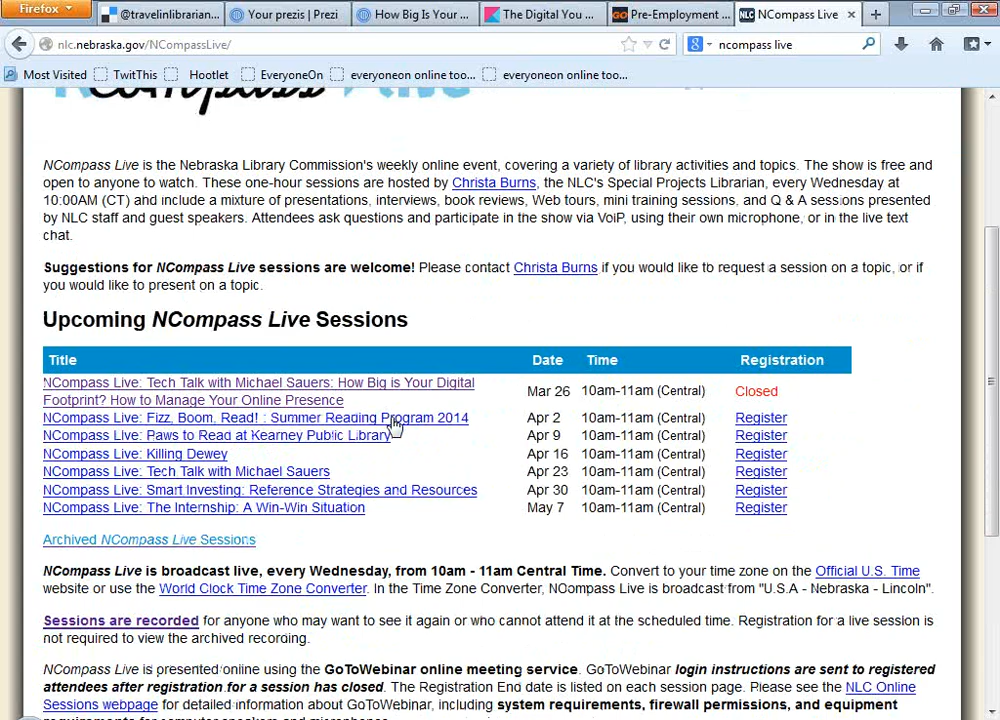 Firefox
@travelinlibrarian...
Your prezis | Prezi
How Big Is Your ...
The Digital You ...
GO Pre-Employment ...
NLC NCompass Live
nlc.nebraska.gov/NCompassLive/
ncompass live
Most Visited TwitThis Hootlet EveryoneOn everyoneon online too... everyoneon online too...
NCompass Live
NCompass Live is the Nebraska Library Commission's weekly online event, covering a variety of library activities and topics. The show is free and
open to anyone to watch. These one-hour sessions are hosted by Christa Burns, the NLC's Special Projects Librarian, every Wednesday at
10:00AM (CT) and include a mixture of presentations, interviews, book reviews, Web tours, mini training sessions, and Q & A sessions presented
by NLC staff and guest speakers. Attendees ask questions and participate in the show via VoiP, using their own microphone, or in the live text
chat.
Suggestions for NCompass Live sessions are welcome! Please contact Christa Burns if you would like to request a session on a topic, or if
you would like to present on a topic.
Upcoming NCompass Live Sessions
Title Date Time Registration
NCompass Live: Tech Talk with Michael Sauers: How Big is Your Digital
Footprint? How to Manage Your Online Presence Mar 26 10am-11am (Central) Closed
NCompass Live: Fizz, Boom, Read! : Summer Reading Program 2014 Apr 2 10am-11am (Central) Register
NCompass Live: Paws to Read at Kearney Public Library Apr 9 10am-11am (Central) Register
NCompass Live: Killing Dewey Apr 16 10am-11am (Central) Register
NCompass Live: Tech Talk with Michael Sauers Apr 23 10am-11am (Central) Register
NCompass Live: Smart Investing: Reference Strategies and Resources Apr 30 10am-11am (Central) Register
NCompass Live: The Internship: A Win-Win Situation May 7 10am-11am (Central) Register
Archived NCompass Live Sessions
NCompass Live is broadcast live, every Wednesday, from 10am - 11am Central Time. Convert to your time zone on the Official U.S. Time
website or use the World Clock Time Zone Converter. In the Time Zone Converter, NCompass Live is broadcast from "U.S.A - Nebraska - Lincoln".
Sessions are recorded for anyone who may want to see it again or who cannot attend it at the scheduled time. Registration for a live session is
not required to view the archived recording.
NCompass Live is presented online using the GoToWebinar online meeting service. GoToWebinar login instructions are sent to registered
attendees after registration for a session has closed. The Registration End date is listed on each session page. Please see the NLC Online
Sessions webpage for detailed information about GoToWebinar, including system requirements, firewall permissions, and equipment
requirements for computer speakers and microphones.